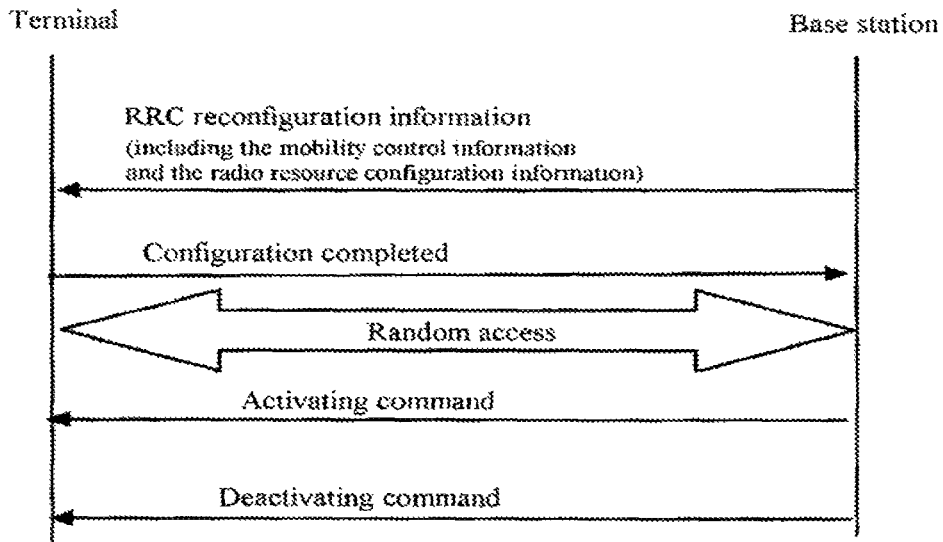 Terminal
Base station
RRC reconfiguration information
(including the mobility control information
and the radio resource configuration information)
Configuration completed
Random access
Activating command
Deactivating command